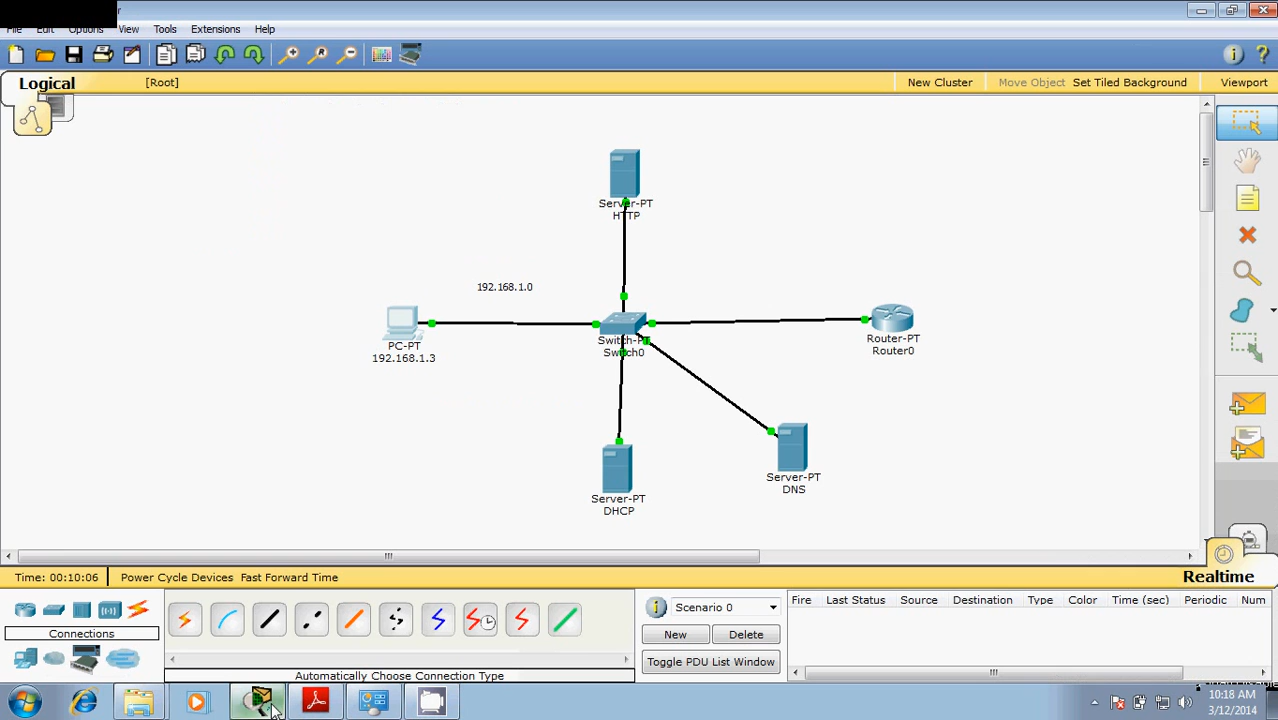 File Edit Options View Tools Extensions Help
Logical [Root] New Cluster Move Object Set Tiled Background Viewport
Server-PT
HTTP
192.168.1.0
PC-PT
192.168.1.3
Switch-PT
Switch0
Router-PT
Router0
Server-PT
DNS
Server-PT
DHCP
Time: 00:10:06 Power Cycle Devices Fast Forward Time Realtime
Connections
Automatically Choose Connection Type
Scenario 0
New Delete
Toggle PDU List Window
Fire Last Status Source Destination Type Color Time (sec) Periodic Num
10:18 AM
3/12/2014